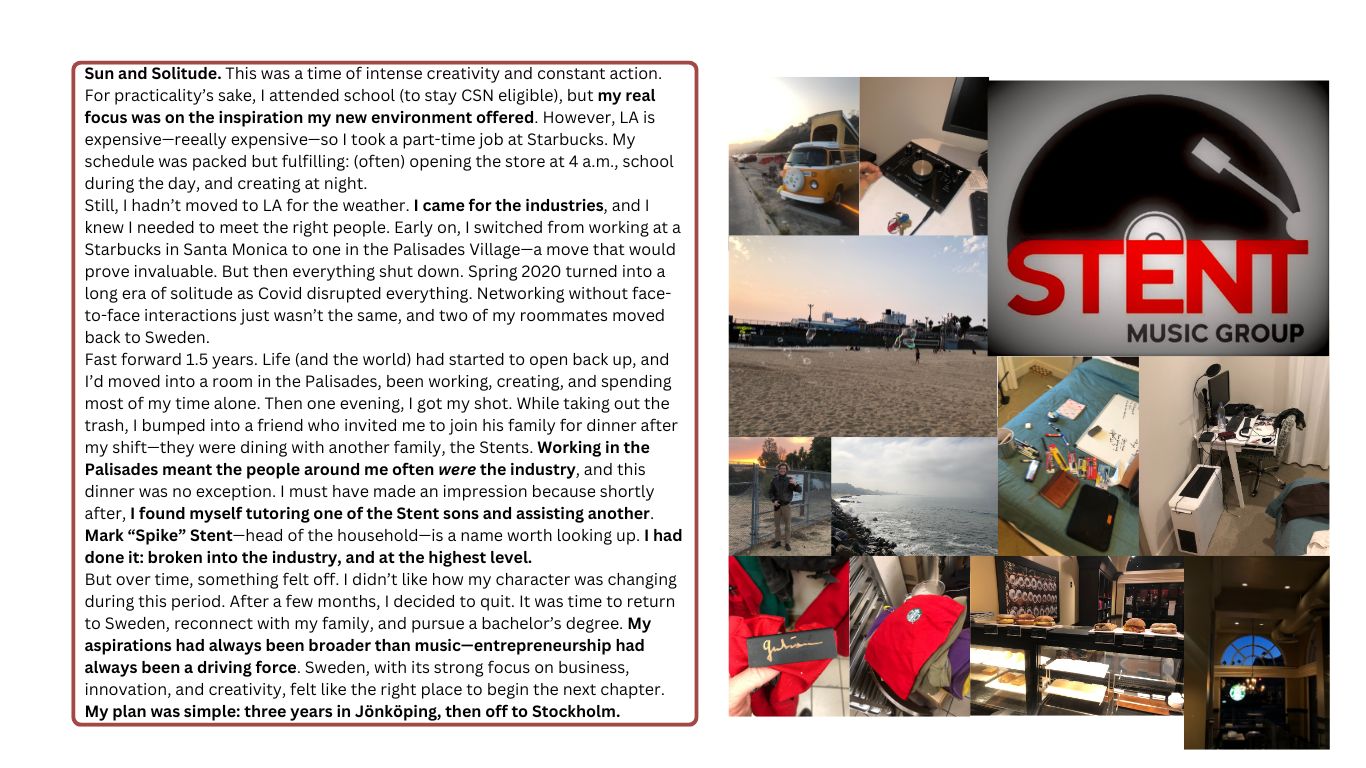 Sun and Solitude. This was a time of intense creativity and constant action.
For practicality’s sake, I attended school (to stay CSN eligible), but my real
focus was on the inspiration my new environment offered. However, LA is
expensive—reeally expensive—so I took a part-time job at Starbucks. My
schedule was packed but fulfilling: (often) opening the store at 4 a.m., school
during the day, and creating at night.
Still, I hadn’t moved to LA for the weather. I came for the industries, and I
knew I needed to meet the right people. Early on, I switched from working at a
Starbucks in Santa Monica to one in the Palisades Village—a move that would
prove invaluable. But then everything shut down. Spring 2020 turned into a
long era of solitude as Covid disrupted everything. Networking without face-
to-face interactions just wasn’t the same, and two of my roommates moved
back to Sweden.
Fast forward 1.5 years. Life (and the world) had started to open back up, and
I’d moved into a room in the Palisades, been working, creating, and spending
most of my time alone. Then one evening, I got my shot. While taking out the
trash, I bumped into a friend who invited me to join his family for dinner after
my shift—they were dining with another family, the Stents. Working in the
Palisades meant the people around me often were the industry, and this
dinner was no exception. I must have made an impression because shortly
after, I found myself tutoring one of the Stent sons and assisting another.
Mark “Spike” Stent—head of the household—is a name worth looking up. I had
done it: broken into the industry, and at the highest level.
But over time, something felt off. I didn’t like how my character was changing
during this period. After a few months, I decided to quit. It was time to return
to Sweden, reconnect with my family, and pursue a bachelor’s degree. My
aspirations had always been broader than music—entrepreneurship had
always been a driving force. Sweden, with its strong focus on business,
innovation, and creativity, felt like the right place to begin the next chapter.
My plan was simple: three years in Jönköping, then off to Stockholm.
STENT
MUSIC GROUP